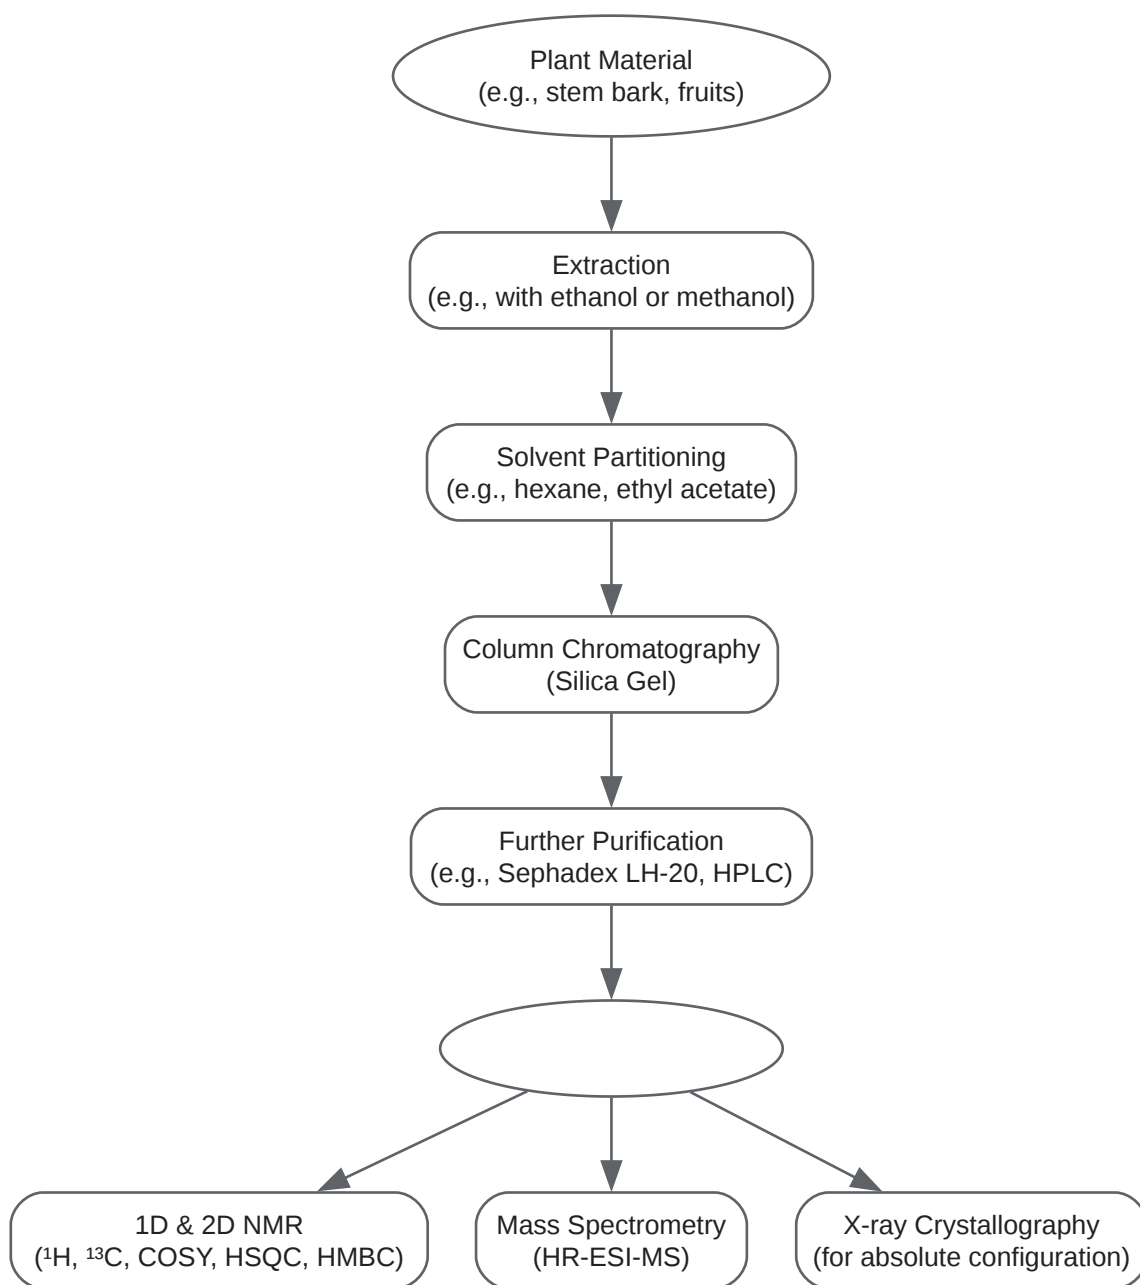 Plant Material
(e.g., stem bark, fruits)
Extraction
(e.g., with ethanol or methanol)
Solvent Partitioning
(e.g., hexane, ethyl acetate)
Column Chromatography
(Silica Gel)
Further Purification
(e.g., Sephadex LH-20, HPLC)
1D & 2D NMR
(¹H, ¹³C, COSY, HSQC, HMBC)
Mass Spectrometry
(HR-ESI-MS)
X-ray Crystallography
(for absolute configuration)